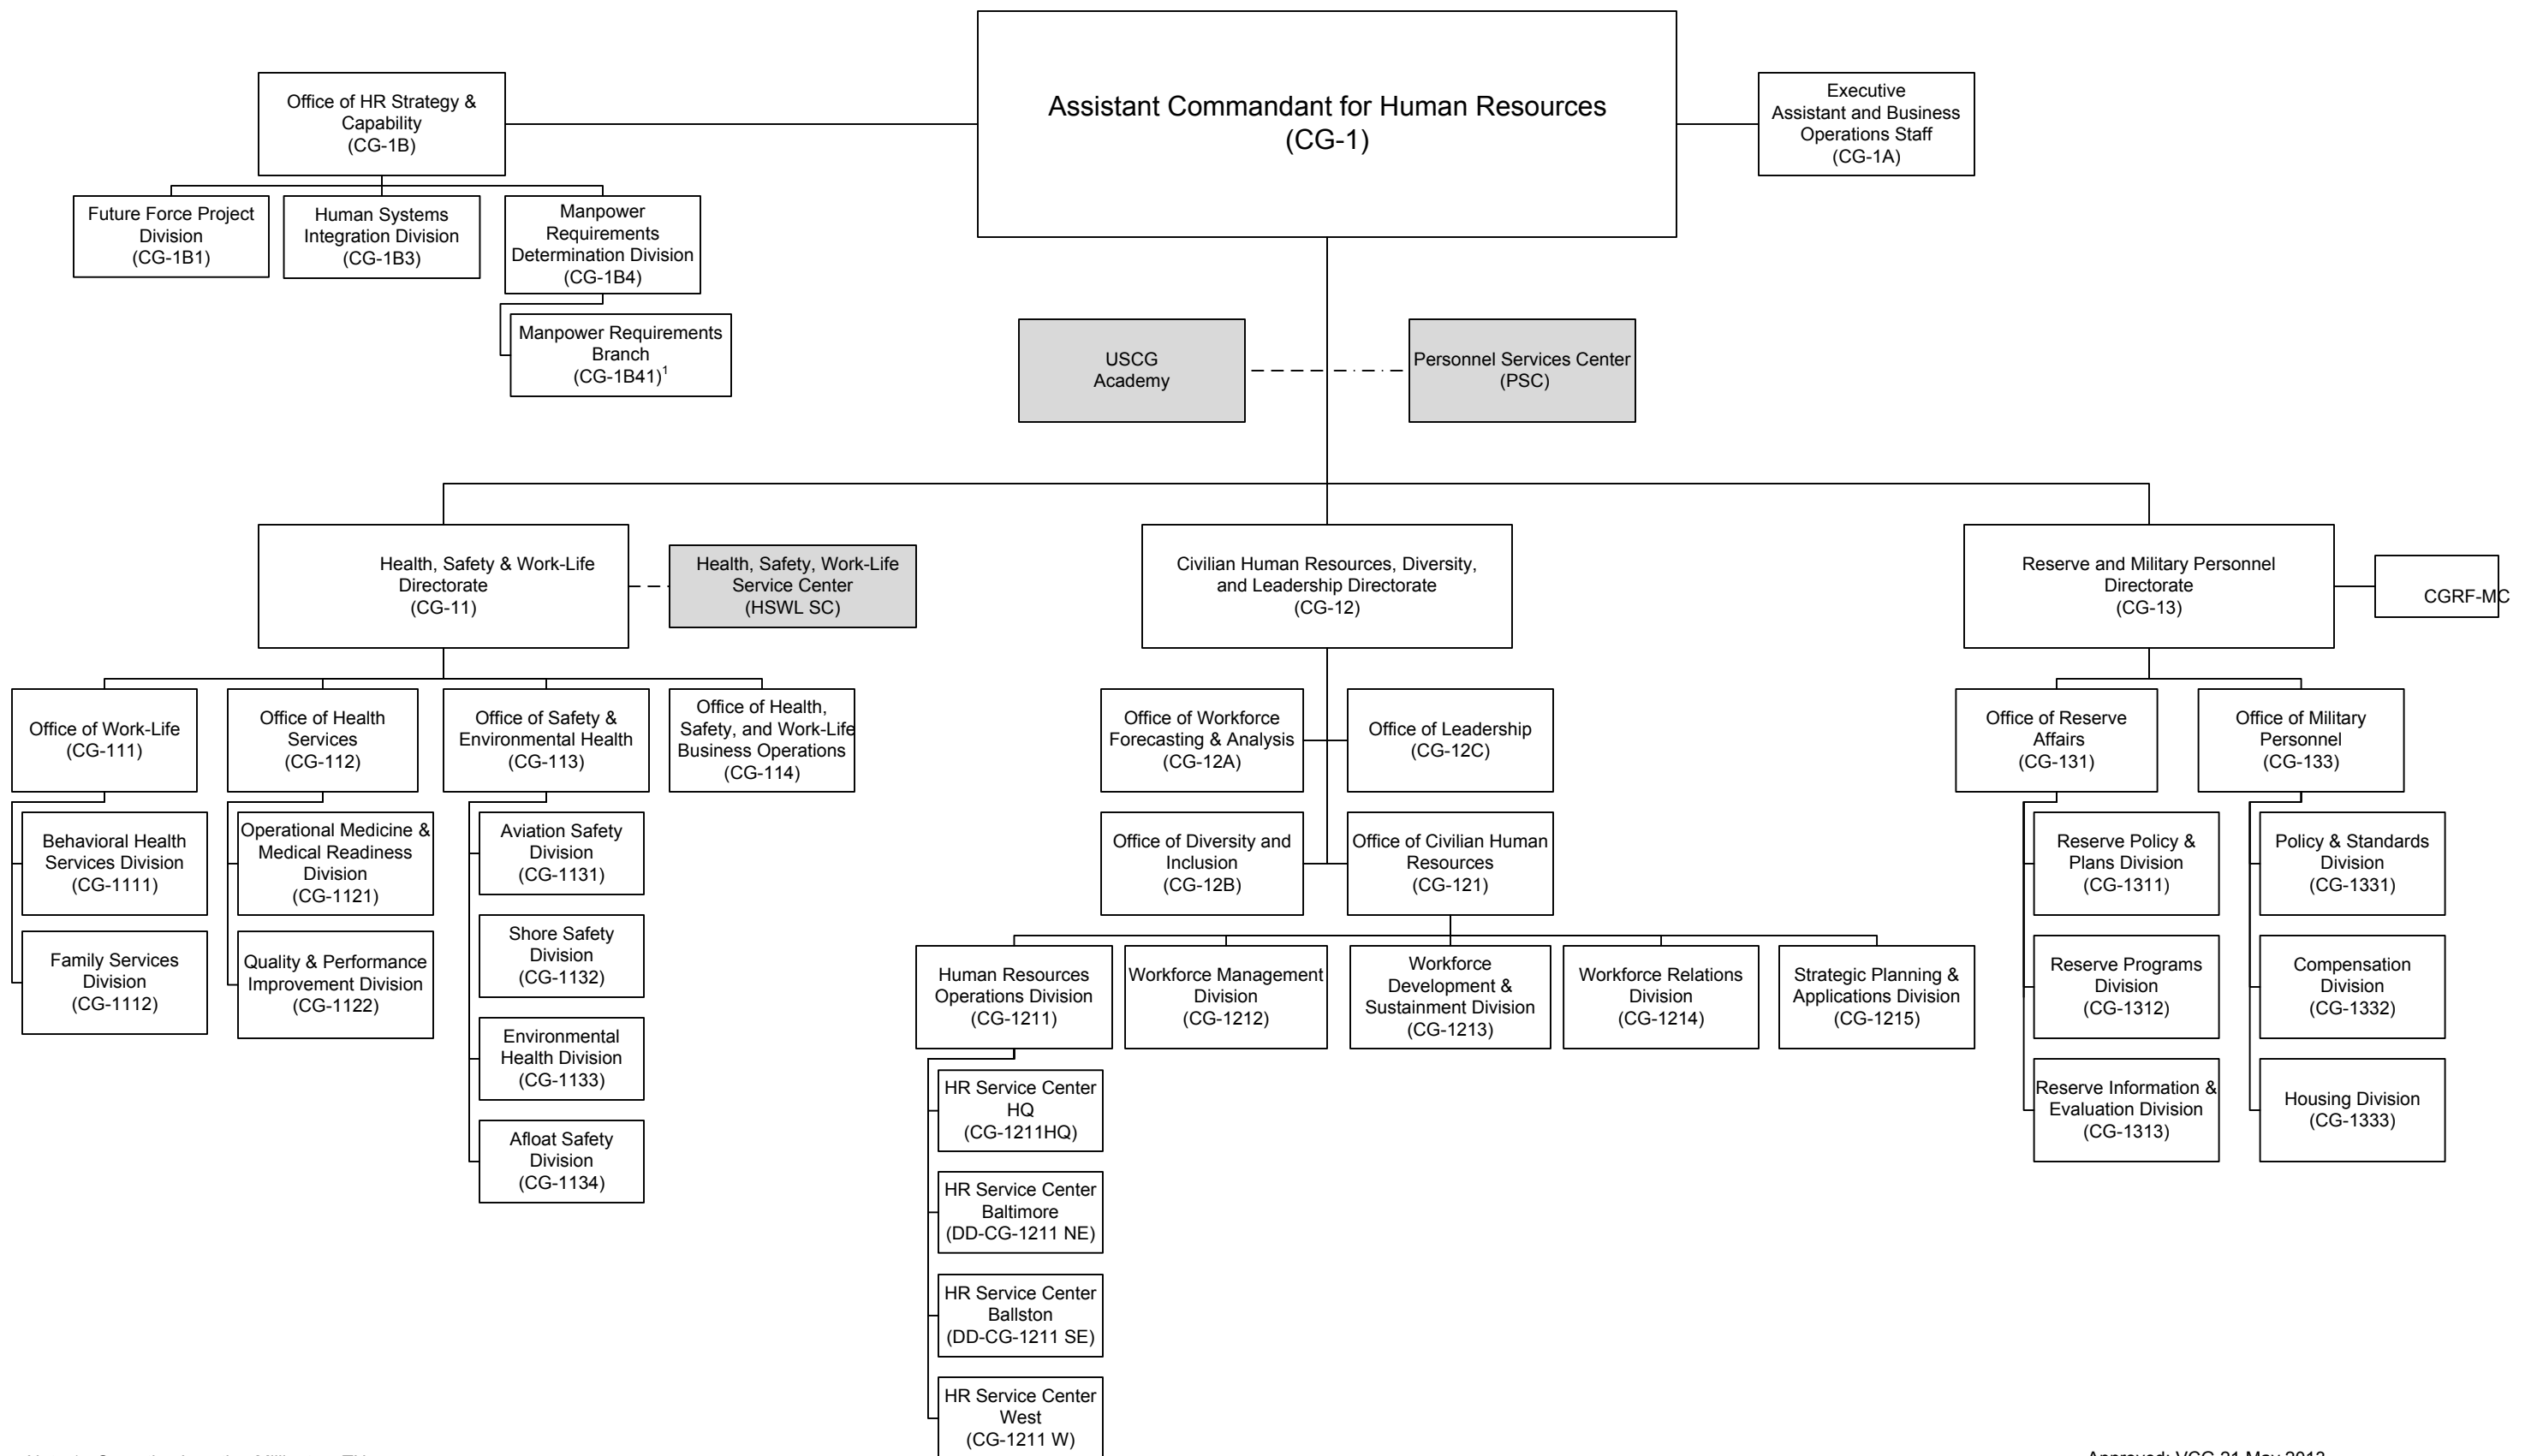 Assistant Commandant for Human Resources
(CG-1)
Office of HR Strategy &
Capability
(CG-1B)
Executive
Assistant and Business
Operations Staff
(CG-1A)
Future Force Project
Division
(CG-1B1)
Human Systems
Integration Division
(CG-1B3)
Manpower
Requirements
Determination Division
(CG-1B4)
Manpower Requirements
Branch
(CG-1B41)1
USCG
Academy
Personnel Services Center
(PSC)
Health, Safety & Work-Life
Directorate
(CG-11)
Health, Safety, Work-Life
Service Center
(HSWL SC)
Civilian Human Resources, Diversity,
and Leadership Directorate
(CG-12)
Reserve and Military Personnel
Directorate
(CG-13)
CGRF-MC
Office of Work-Life
(CG-111)
Office of Health
Services
(CG-112)
Office of Safety &
Environmental Health
(CG-113)
Office of Health,
Safety, and Work-Life
Business Operations
(CG-114)
Office of Workforce
Forecasting & Analysis
(CG-12A)
Office of Leadership
(CG-12C)
Office of Reserve
Affairs
(CG-131)
Office of Military
Personnel
(CG-133)
Behavioral Health
Services Division
(CG-1111)
Operational Medicine &
Medical Readiness
Division
(CG-1121)
Aviation Safety
Division
(CG-1131)
Office of Diversity and
Inclusion
(CG-12B)
Office of Civilian Human
Resources
(CG-121)
Reserve Policy &
Plans Division
(CG-1311)
Policy & Standards
Division
(CG-1331)
Family Services
Division
(CG-1112)
Quality & Performance
Improvement Division
(CG-1122)
Shore Safety
Division
(CG-1132)
Human Resources
Operations Division
(CG-1211)
Workforce Management
Division
(CG-1212)
Workforce
Development &
Sustainment Division
(CG-1213)
Workforce Relations
Division
(CG-1214)
Strategic Planning &
Applications Division
(CG-1215)
Reserve Programs
Division
(CG-1312)
Compensation
Division
(CG-1332)
Environmental
Health Division
(CG-1133)
HR Service Center
HQ
(CG-1211HQ)
Reserve Information &
Evaluation Division
(CG-1313)
Housing Division
(CG-1333)
Afloat Safety
Division
(CG-1134)
HR Service Center
Baltimore
(DD-CG-1211 NE)
HR Service Center
Ballston
(DD-CG-1211 SE)
HR Service Center
West
(CG-1211 W)
Approved: VCG 21 May 2013